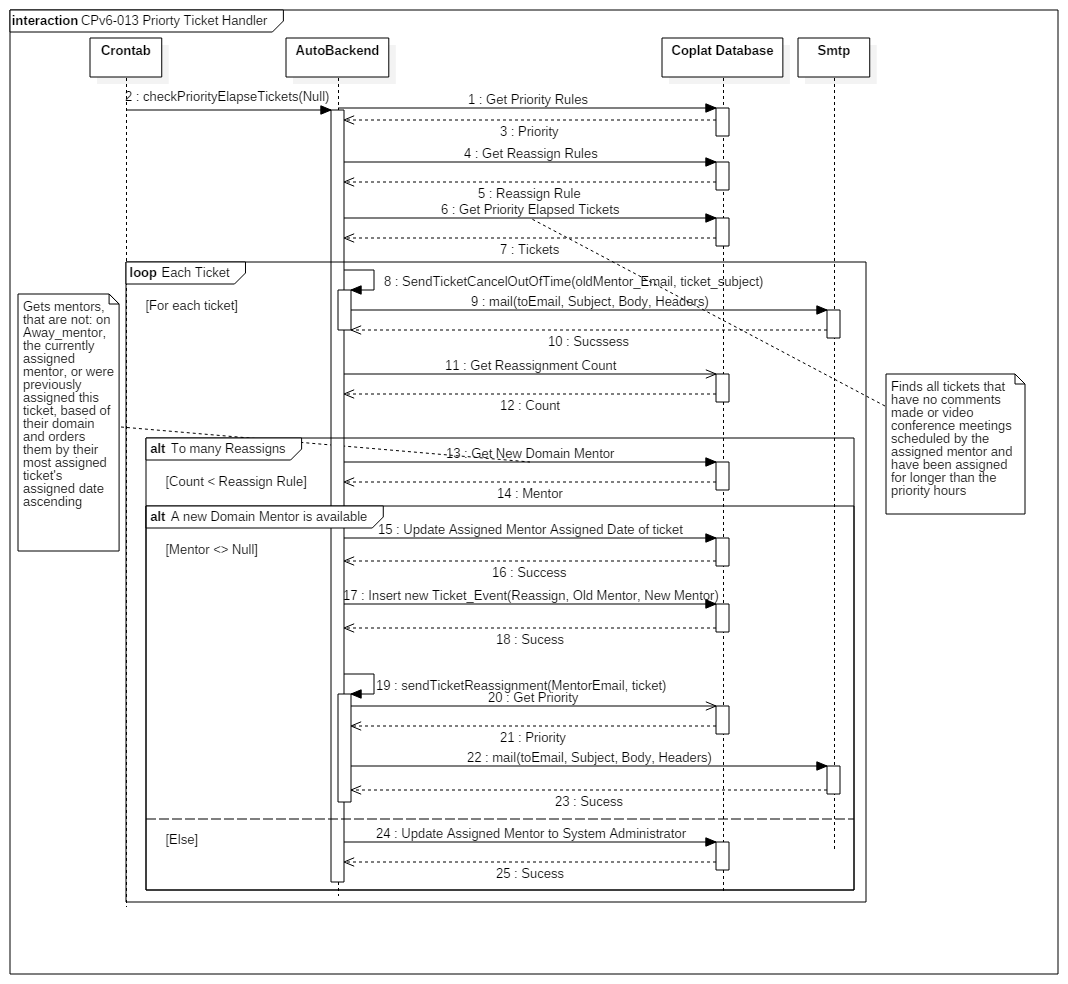 interaction CPv6-013 Priorty Ticket Handler
Crontab
AutoBackend
Coplat Database
Smtp
2 : checkPriorityElapseTickets(Null)
1 : Get Priority Rules
3 : Priority
4 : Get Reassign Rules
5 : Reassign Rule
6 : Get Priority Elapsed Tickets
7 : Tickets
loop Each Ticket
[For each ticket]
8 : SendTicketCancelOutOfTime(oldMentor_Email, ticket_subject)
9 : mail(toEmail, Subject, Body, Headers)
10 : Sucssess
11 : Get Reassignment Count
12 : Count
Gets mentors,
that are not: on
Away_mentor,
the currently
assigned
mentor, or were
previously
assigned this
ticket, based of
their domain
and orders
them by their
most assigned
ticket's
assigned date
ascending
Finds all tickets that
have no comments
made or video
conference meetings
scheduled by the
assigned mentor and
have been assigned
for longer than the
priority hours
alt To many Reassigns
[Count < Reassign Rule]
13 : Get New Domain Mentor
14 : Mentor
alt A new Domain Mentor is available
[Mentor <> Null]
15 : Update Assigned Mentor Assigned Date of ticket
16 : Success
17 : Insert new Ticket_Event(Reassign, Old Mentor, New Mentor)
18 : Sucess
19 : sendTicketReassignment(MentorEmail, ticket)
20 : Get Priority
21 : Priority
22 : mail(toEmail, Subject, Body, Headers)
23 : Sucess
[Else]
24 : Update Assigned Mentor to System Administrator
25 : Sucess